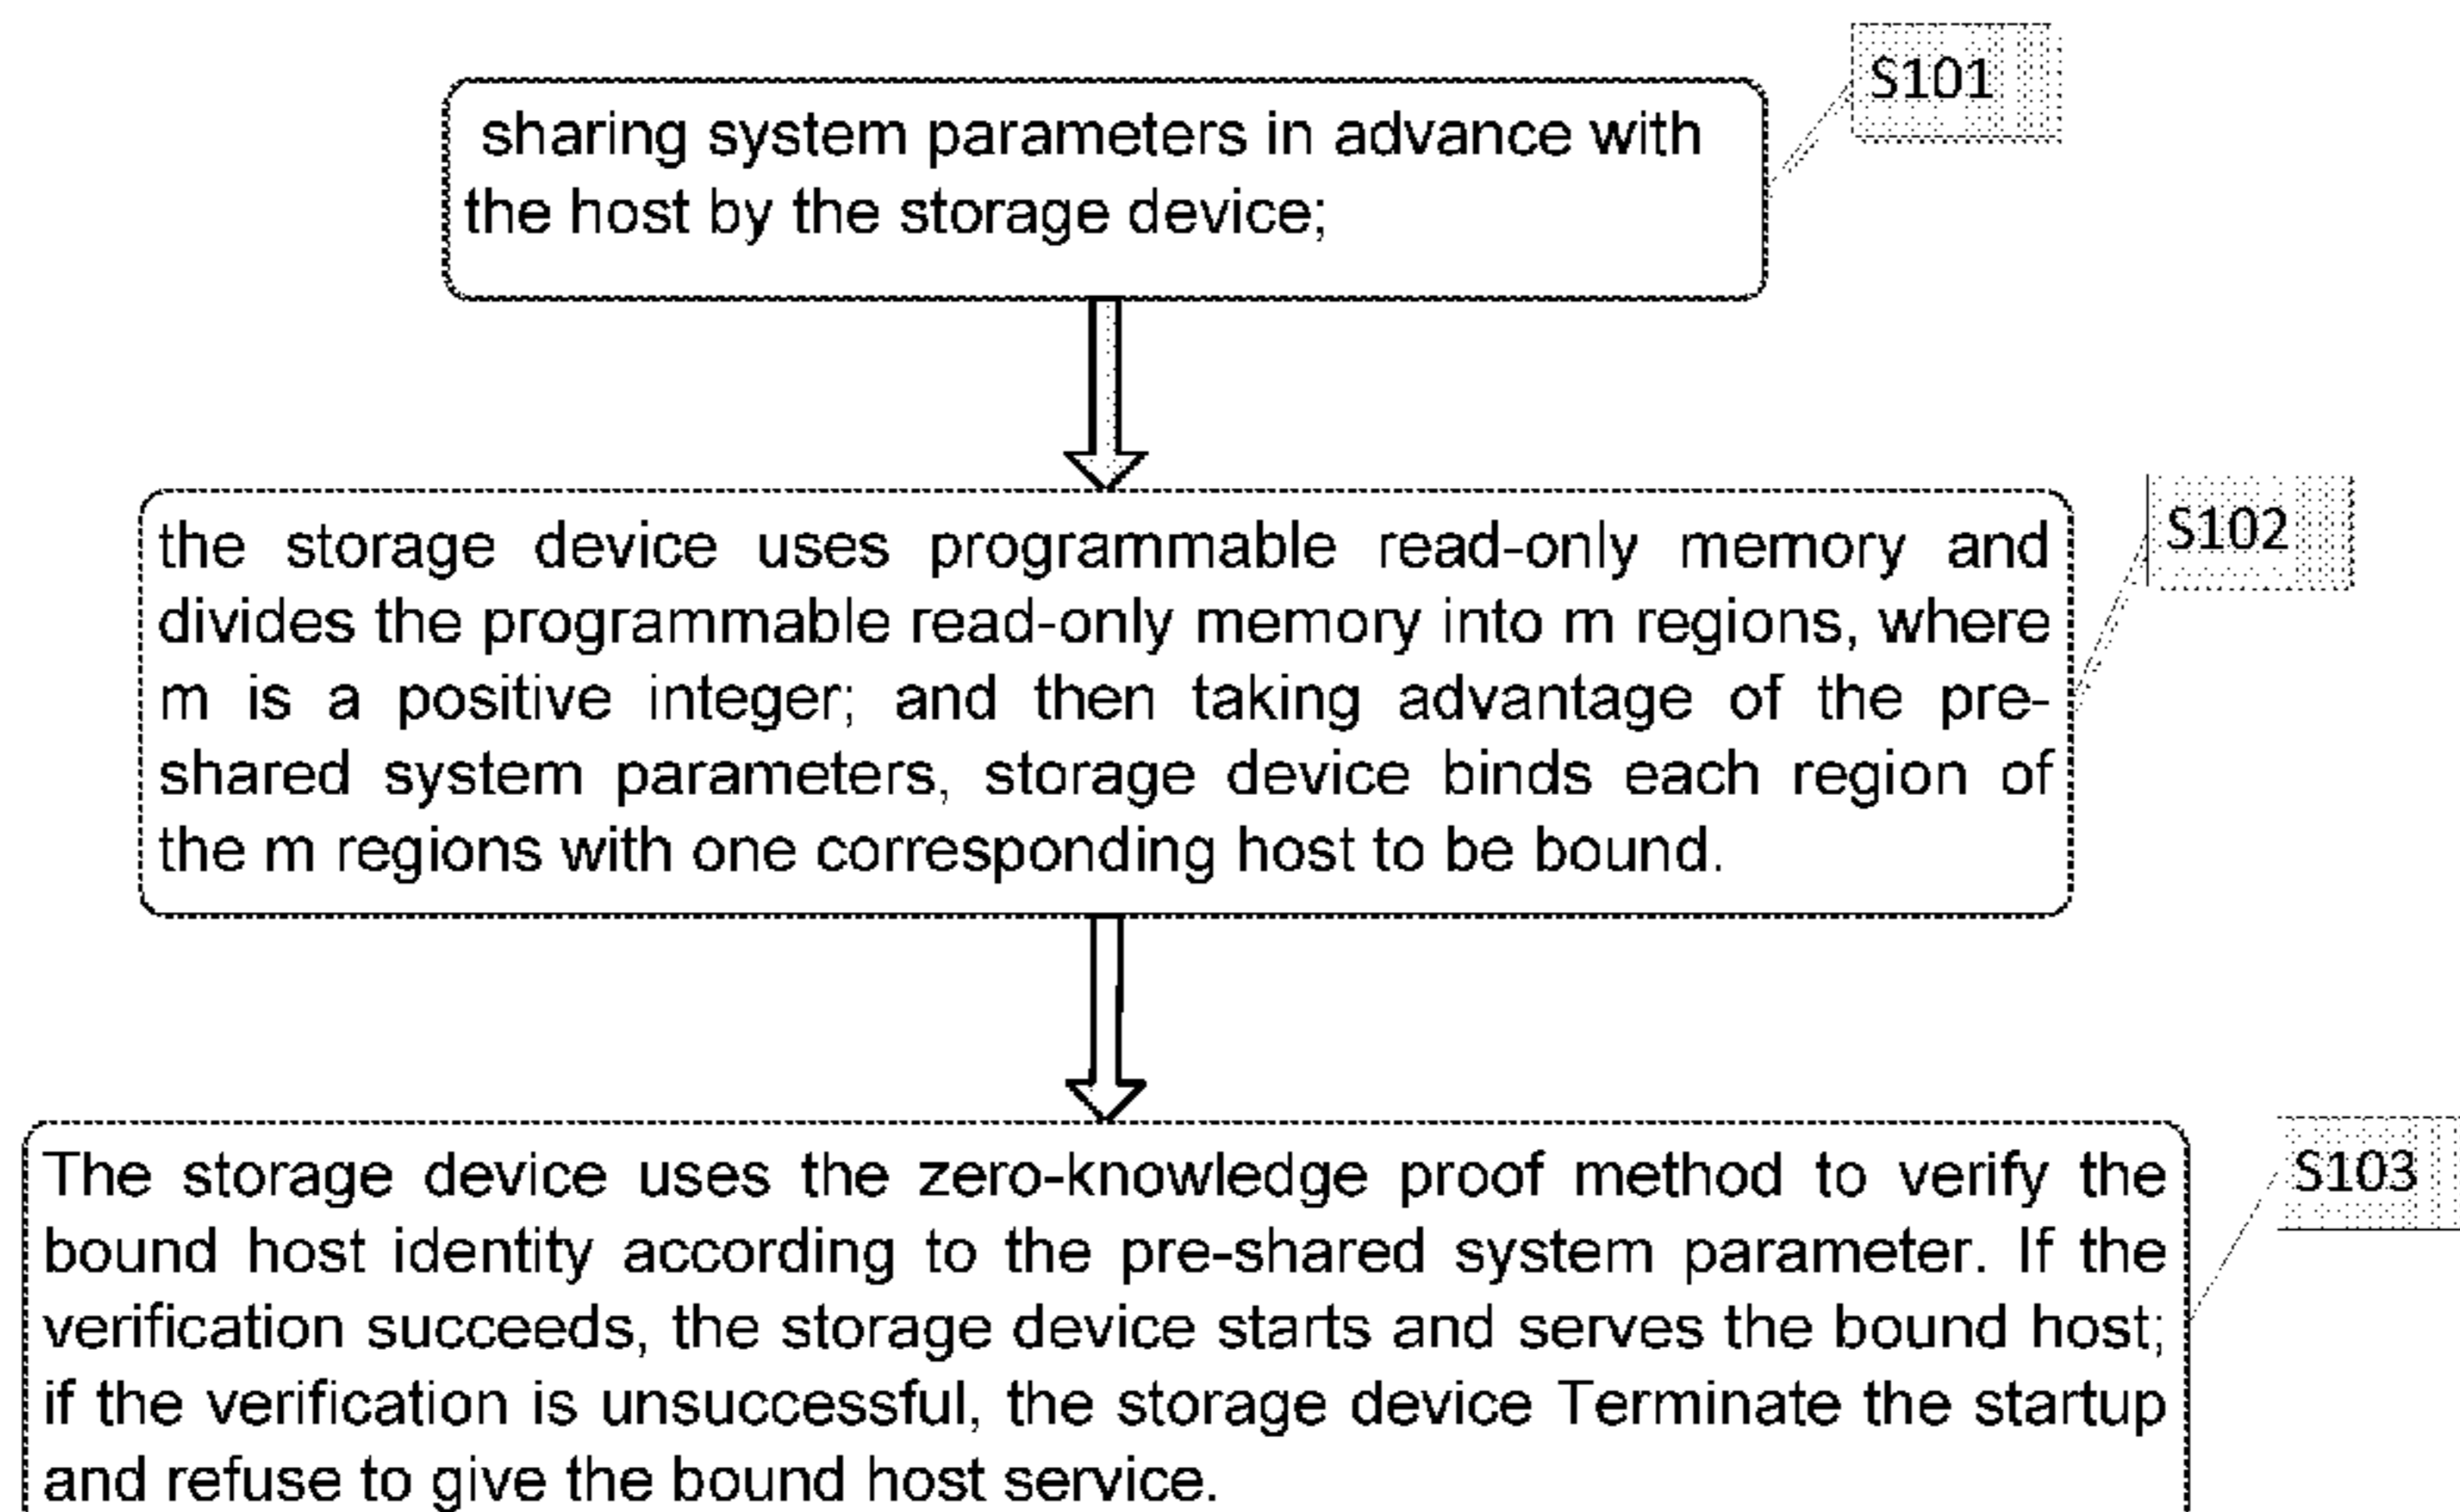 S101
sharing system parameters in advance with
the host by the storage device;
S102
the storage device uses programmable read-only memory and
divides the programmable read-only memory into m regions, where
m is a positive integer; and then taking advantage of the pre-
shared system parameters, storage device binds each region of
the m regions with one corresponding host to be bound.
S103
The storage device uses the zero-knowledge proof method to verify the
bound host identity according to the pre-shared system parameter. If the
verification succeeds, the storage device starts and serves the bound host;
if the verification is unsuccessful, the storage device Terminate the startup
and refuse to give the bound host service.